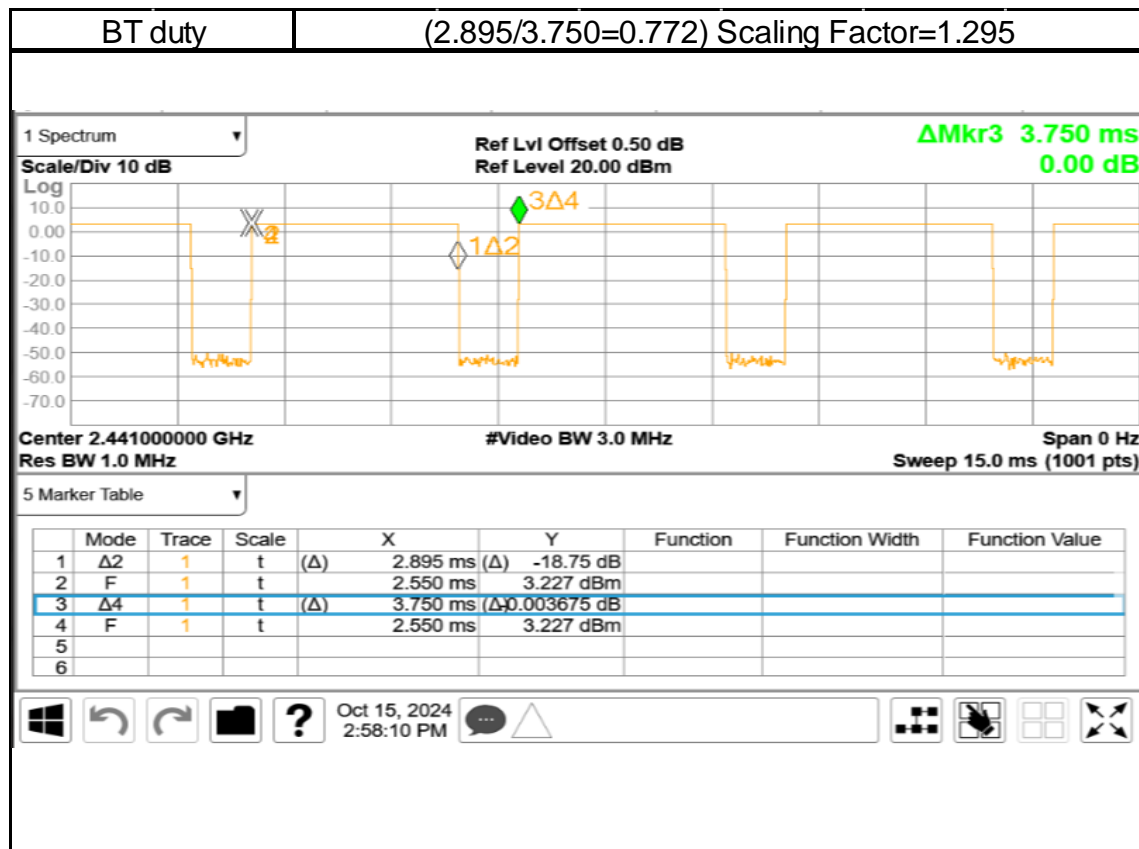 BT duty (2.895/3.750=0.772) Scaling Factor=1.295
1 Spectrum
Scale/Div 10 dB
Ref Lvl Offset 0.50 dB
Ref Level 20.00 dBm
ΔMkr3 3.750 ms
0.00 dB
Log
10.0
0.00
-10.0
-20.0
-30.0
-40.0
-50.0
-60.0
-70.0
3Δ4
1Δ2
Center 2.441000000 GHz #Video BW 3.0 MHz Span 0 Hz
Res BW 1.0 MHz Sweep 15.0 ms (1001 pts)
5 Marker Table
Mode Trace Scale X Y Function Function Width Function Value
1 Δ2 1 t (Δ) 2.895 ms (Δ) -18.75 dB
2 F 1 t 2.550 ms 3.227 dBm
3 Δ4 1 t (Δ) 3.750 ms (Δ) -0.003675 dB
4 F 1 t 2.550 ms 3.227 dBm
5
6
?
Oct 15, 2024
2:58:10 PM